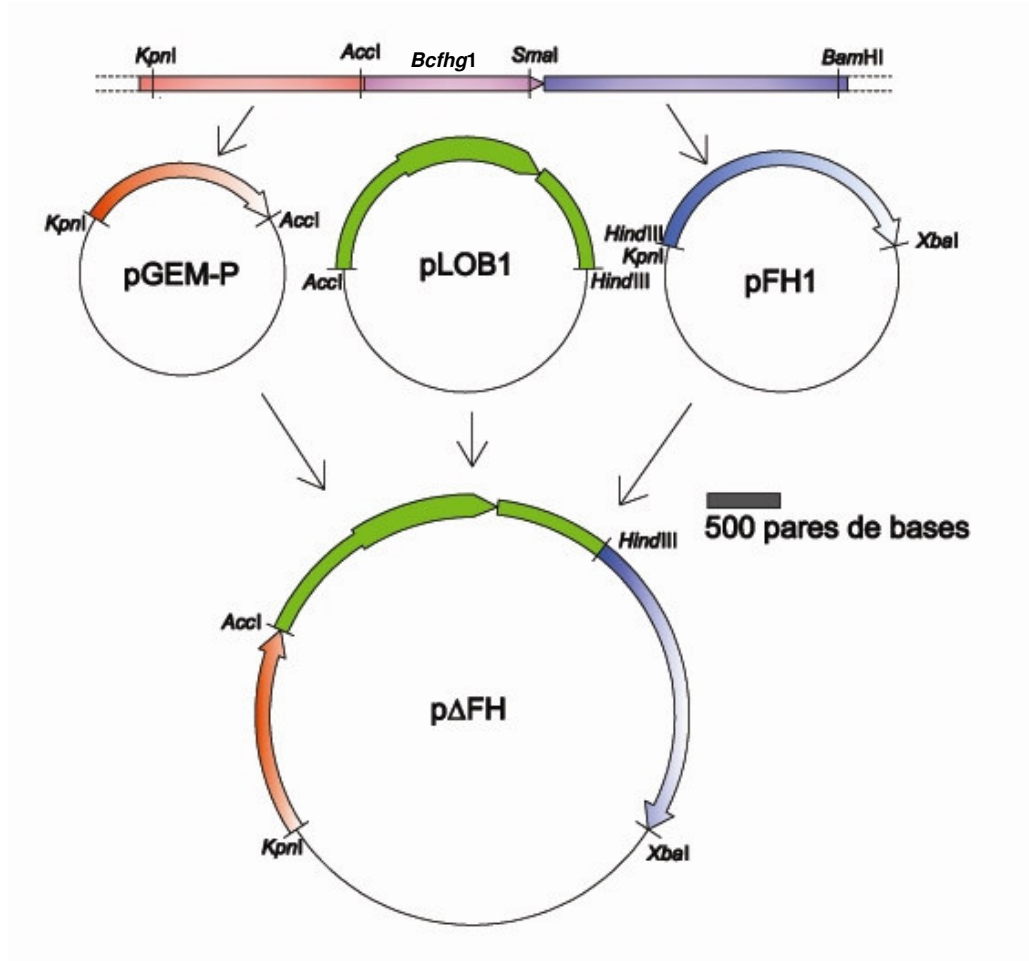 KpnI
AccI
Bcfhg1
SmaI
BamHI
KpnI
AccI
pGEM-P
AccI
HindIII
pLOB1
HindIII
KpnI
XbaI
pFH1
500 pares de bases
HindIII
AccI
pΔFH
KpnI
XbaI